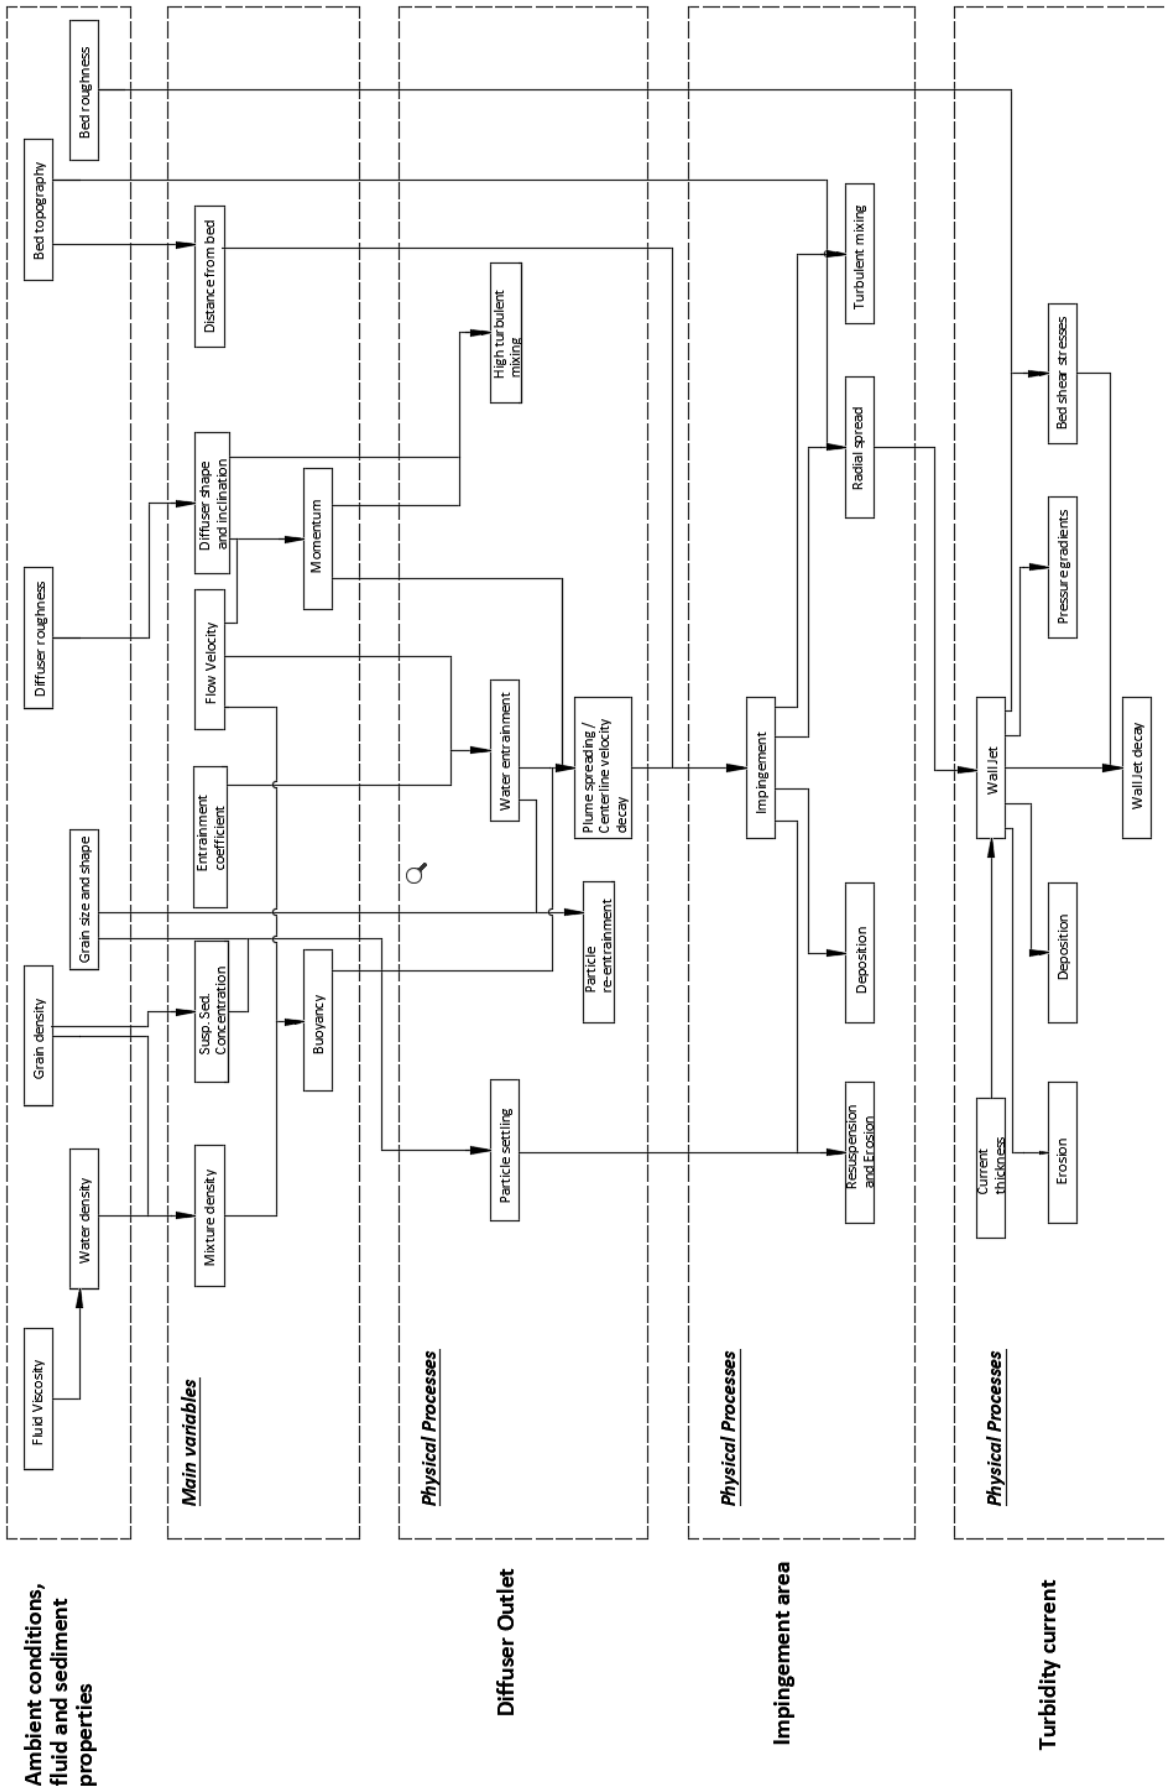 Ambient conditions,
fluid and sediment
properties
Fluid Viscosity
Water density
Grain density
Grain size and shape
Diffuser roughness
Bed topography
Bed roughness
Main variables
Mixture density
Susp. Sed.
Concentration
Entrainment
coefficient
Flow Velocity
Diffuser shape
and inclination
Distance from bed
Buoyancy
Momentum
Diffuser Outlet
Physical Processes
Particle settling
Water entrainment
High turbulent
mixing
Particle
re-entrainment
Plume spreading /
Centerline velocity
decay
Impingement area
Physical Processes
Impingement
Resuspension
and Erosion
Deposition
Radial spread
Turbulent mixing
Turbidity current
Physical Processes
Current
thickness
Wall Jet
Erosion
Deposition
Pressure gradients
Bed shear stresses
Wall Jet decay